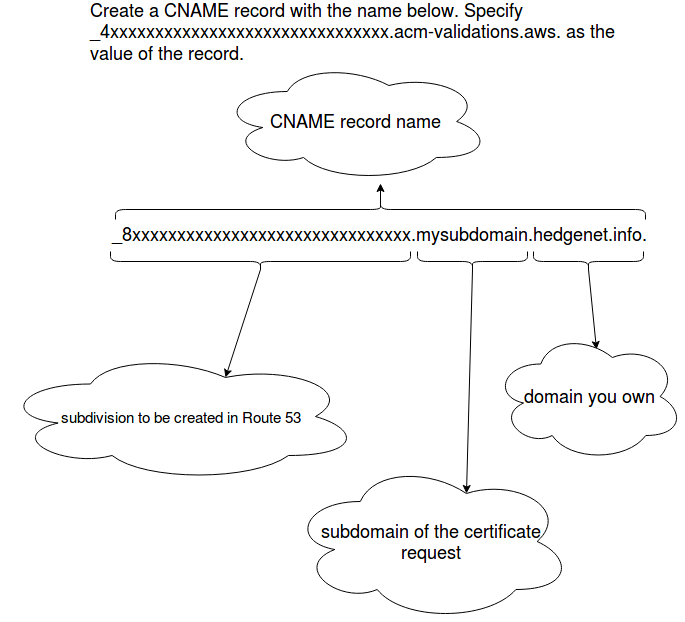 Create a CNAME record with the name below. Specify
_4xxxxxxxxxxxxxxxxxxxxxxxxxxxxxxx.acm-validations.aws. as the
value of the record.
CNAME record name
_8xxxxxxxxxxxxxxxxxxxxxxxxxxxxxxx.mysubdomain.hedgenet.info.
subdivision to be created in Route 53
domain you own
subdomain of the certificate
request